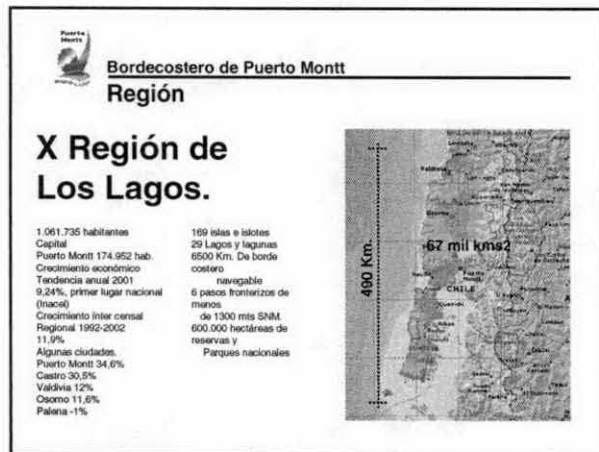 Puerto
Montt
Bordecostero de Puerto Montt
Región
X Región de
Los Lagos.
1.061.735 habitantes
Capital
Puerto Montt 174.952 hab.
Crecimiento económico
Tendencia anual 2001
9,24%, primer lugar nacional
(Inacel)
Crecimiento inter censal
Regional 1992-2002
11,9%
Algunas ciudades.
Puerto Montt 34,6%
Castro 30,5%
Valdivia 12%
Osorno 11,6%
Palena -1%
169 islas e islotes
29 Lagos y lagunas
6500 Km. De borde
costero
navegable
6 pasos fronterizos de
menos
de 1300 mts SNM.
600.000 hectáreas de
reservas y
Parques nacionales
490 Km.
67 mil kms2
Valdivia
Osorno
Puerto
Montt
CHILE